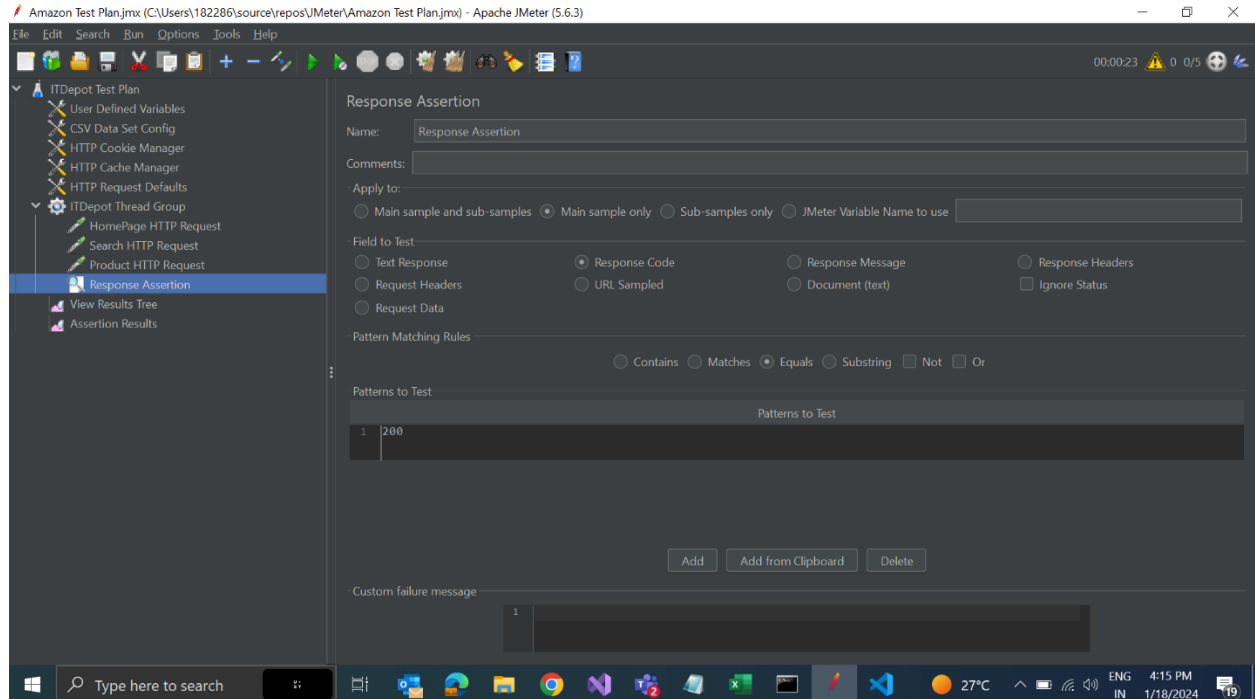 Amazon Test Plan.jmx (C:\Users\182286\source\repos\JMeter\Amazon Test Plan.jmx) - Apache JMeter (5.6.3)
File Edit Search Run Options Tools Help
00:00:23 0 0/5
ITDepot Test Plan
User Defined Variables
CSV Data Set Config
HTTP Cookie Manager
HTTP Cache Manager
HTTP Request Defaults
ITDepot Thread Group
HomePage HTTP Request
Search HTTP Request
Product HTTP Request
Response Assertion
View Results Tree
Assertion Results
Response Assertion
Name: Response Assertion
Comments:
Apply to:
Main sample and sub-samples Main sample only Sub-samples only JMeter Variable Name to use
Field to Test
Text Response Response Code Response Message Response Headers
Request Headers URL Sampled Document (text) Ignore Status
Request Data
Pattern Matching Rules
Contains Matches Equals Substring Not Or
Patterns to Test
Patterns to Test
1 200
Add Add from Clipboard Delete
Custom failure message
1
Type here to search
27°C
ENG
IN
4:15 PM
1/18/2024
19